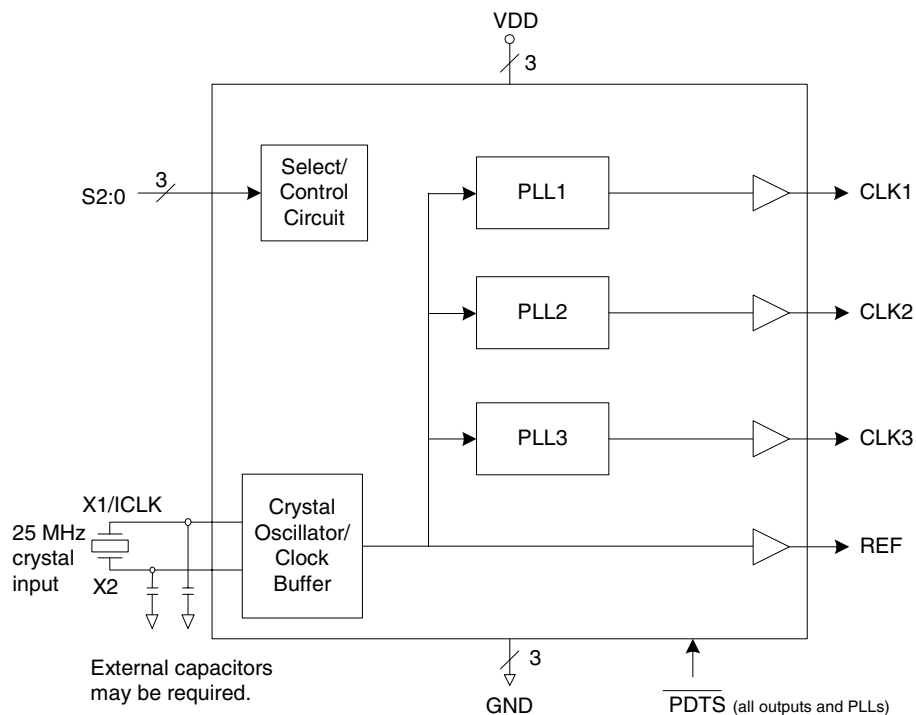 VDD
3
Select/
Control
Circuit
3
S2:0
PLL1
CLK1
PLL2
CLK2
PLL3
CLK3
X1/ICLK
25 MHz
crystal
input
X2
Crystal
Oscillator/
Clock
Buffer
REF
External capacitors
may be required.
3
GND
PDTS (all outputs and PLLs)